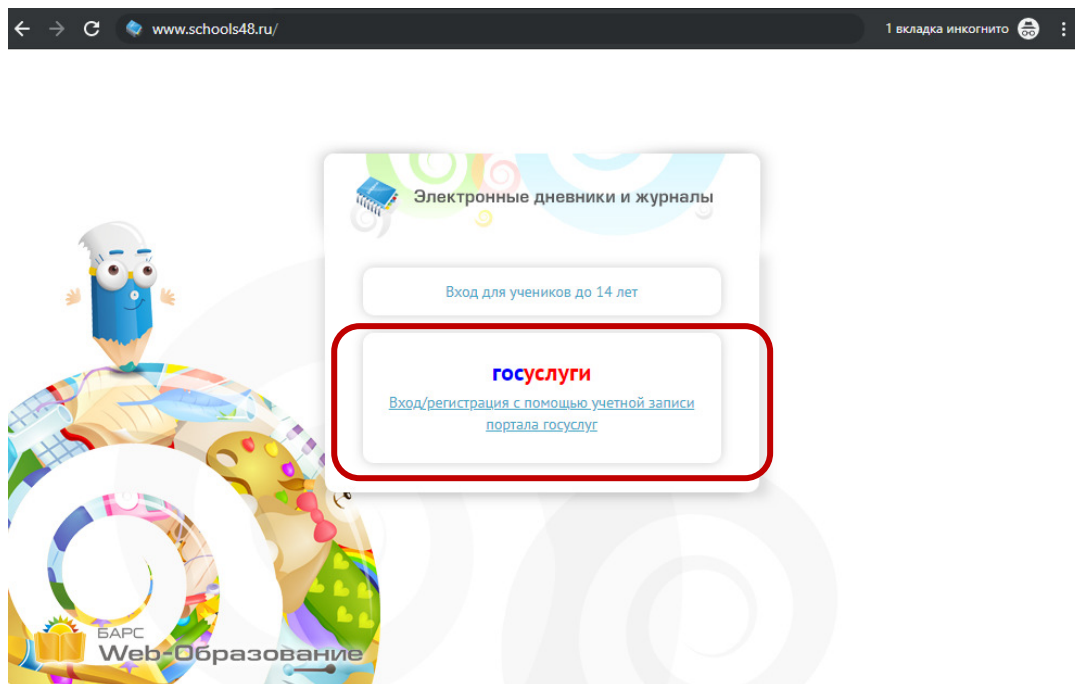 www.schools48.ru/
1 вкладка инкогнито
Электронные дневники и журналы
Вход для учеников до 14 лет
госуслуги
Вход/регистрация с помощью учетной записи
портала госуслуг
БАРС
Web-Образование